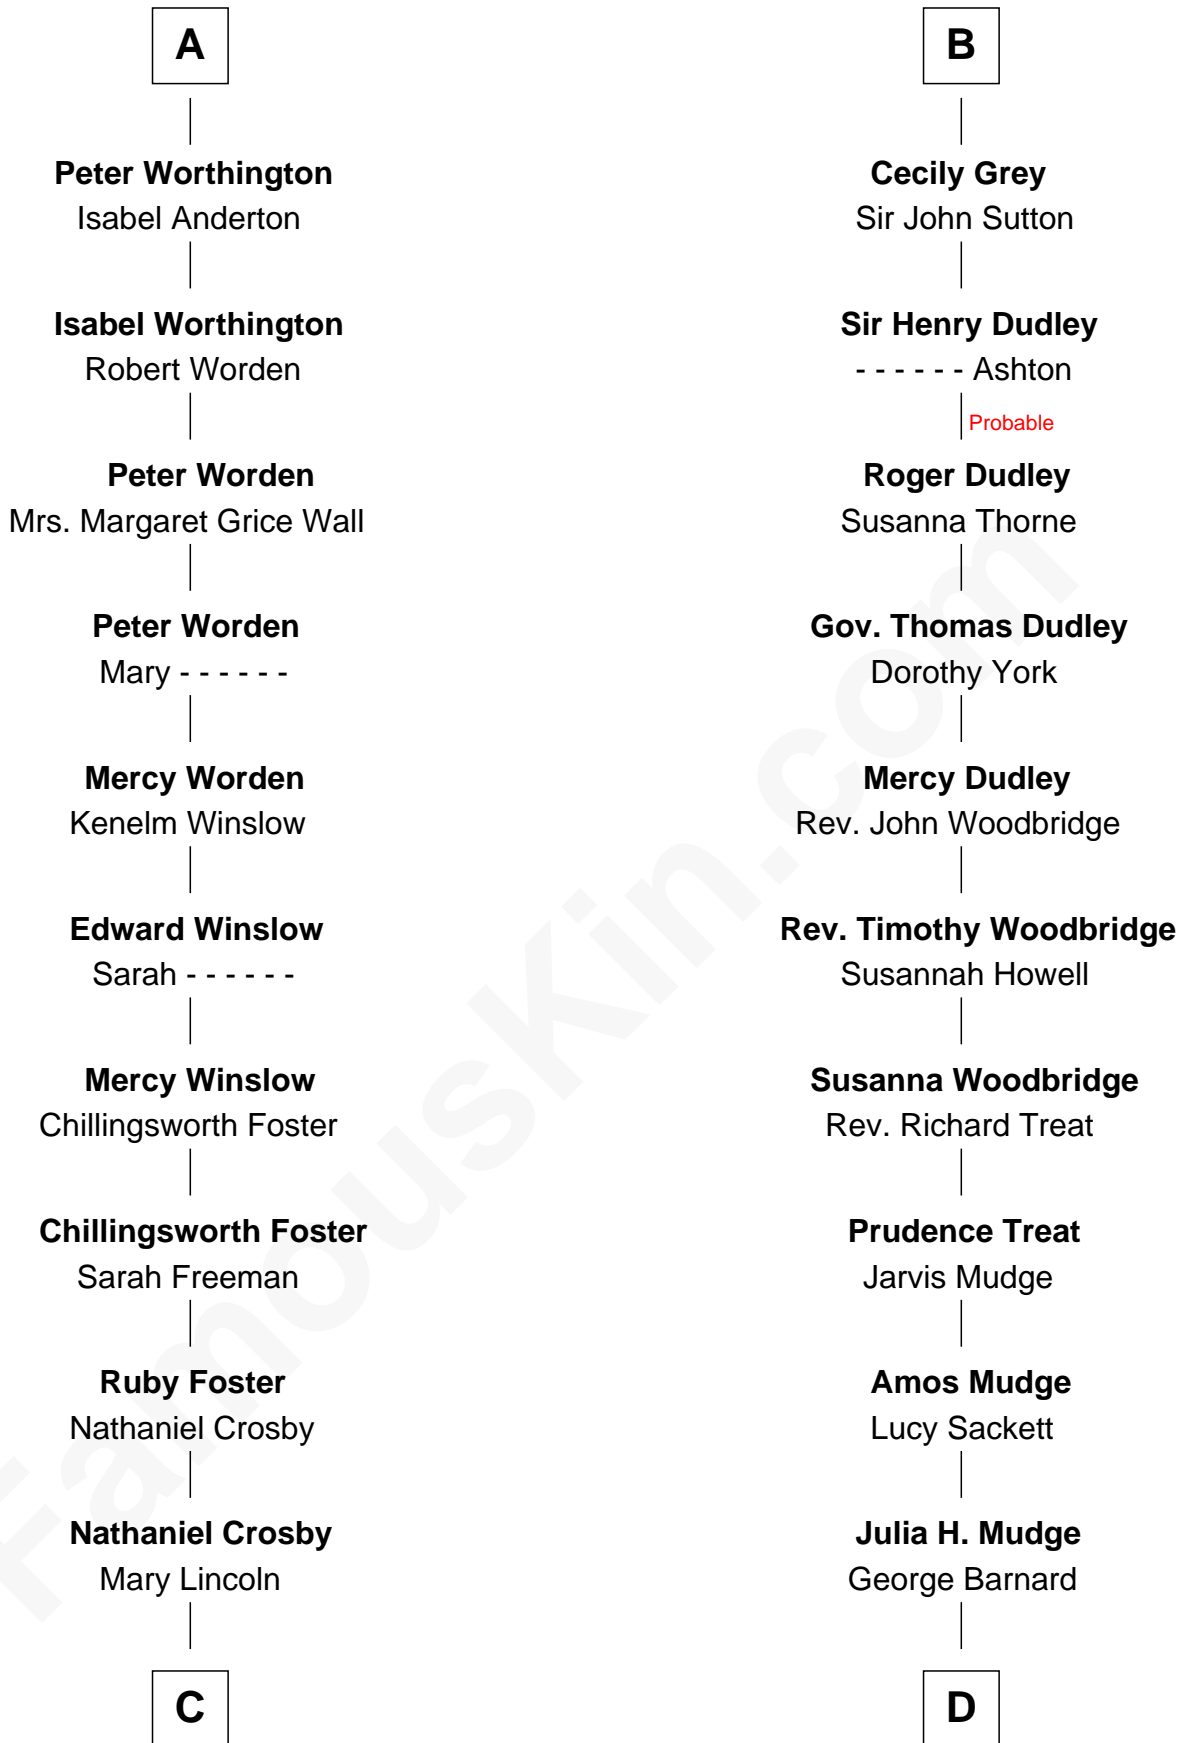 A
Peter Worthington
Isabel Anderton
Isabel Worthington
Robert Worden
Peter Worden
Mrs. Margaret Grice Wall
Peter Worden
Mary - - - - - -
Mercy Worden
Kenelm Winslow
Edward Winslow
Sarah - - - - - -
Mercy Winslow
Chillingsworth Foster
Chillingsworth Foster
Sarah Freeman
Ruby Foster
Nathaniel Crosby
Nathaniel Crosby
Mary Lincoln
C
B
Cecily Grey
Sir John Sutton
Sir Henry Dudley
- - - - - - Ashton
Probable
Roger Dudley
Susanna Thorne
Gov. Thomas Dudley
Dorothy York
Mercy Dudley
Rev. John Woodbridge
Rev. Timothy Woodbridge
Susannah Howell
Susanna Woodbridge
Rev. Richard Treat
Prudence Treat
Jarvis Mudge
Amos Mudge
Lucy Sackett
Julia H. Mudge
George Barnard
D
FamousKin.com